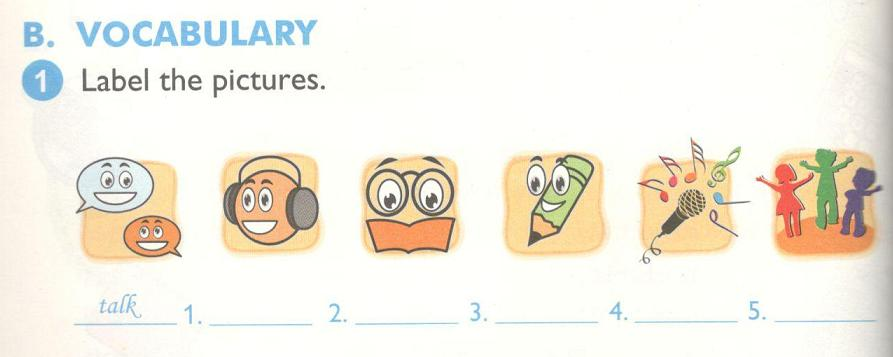 B. VOCABULARY
1 Label the pictures.
talk 1. 2. 3. 4. 5.